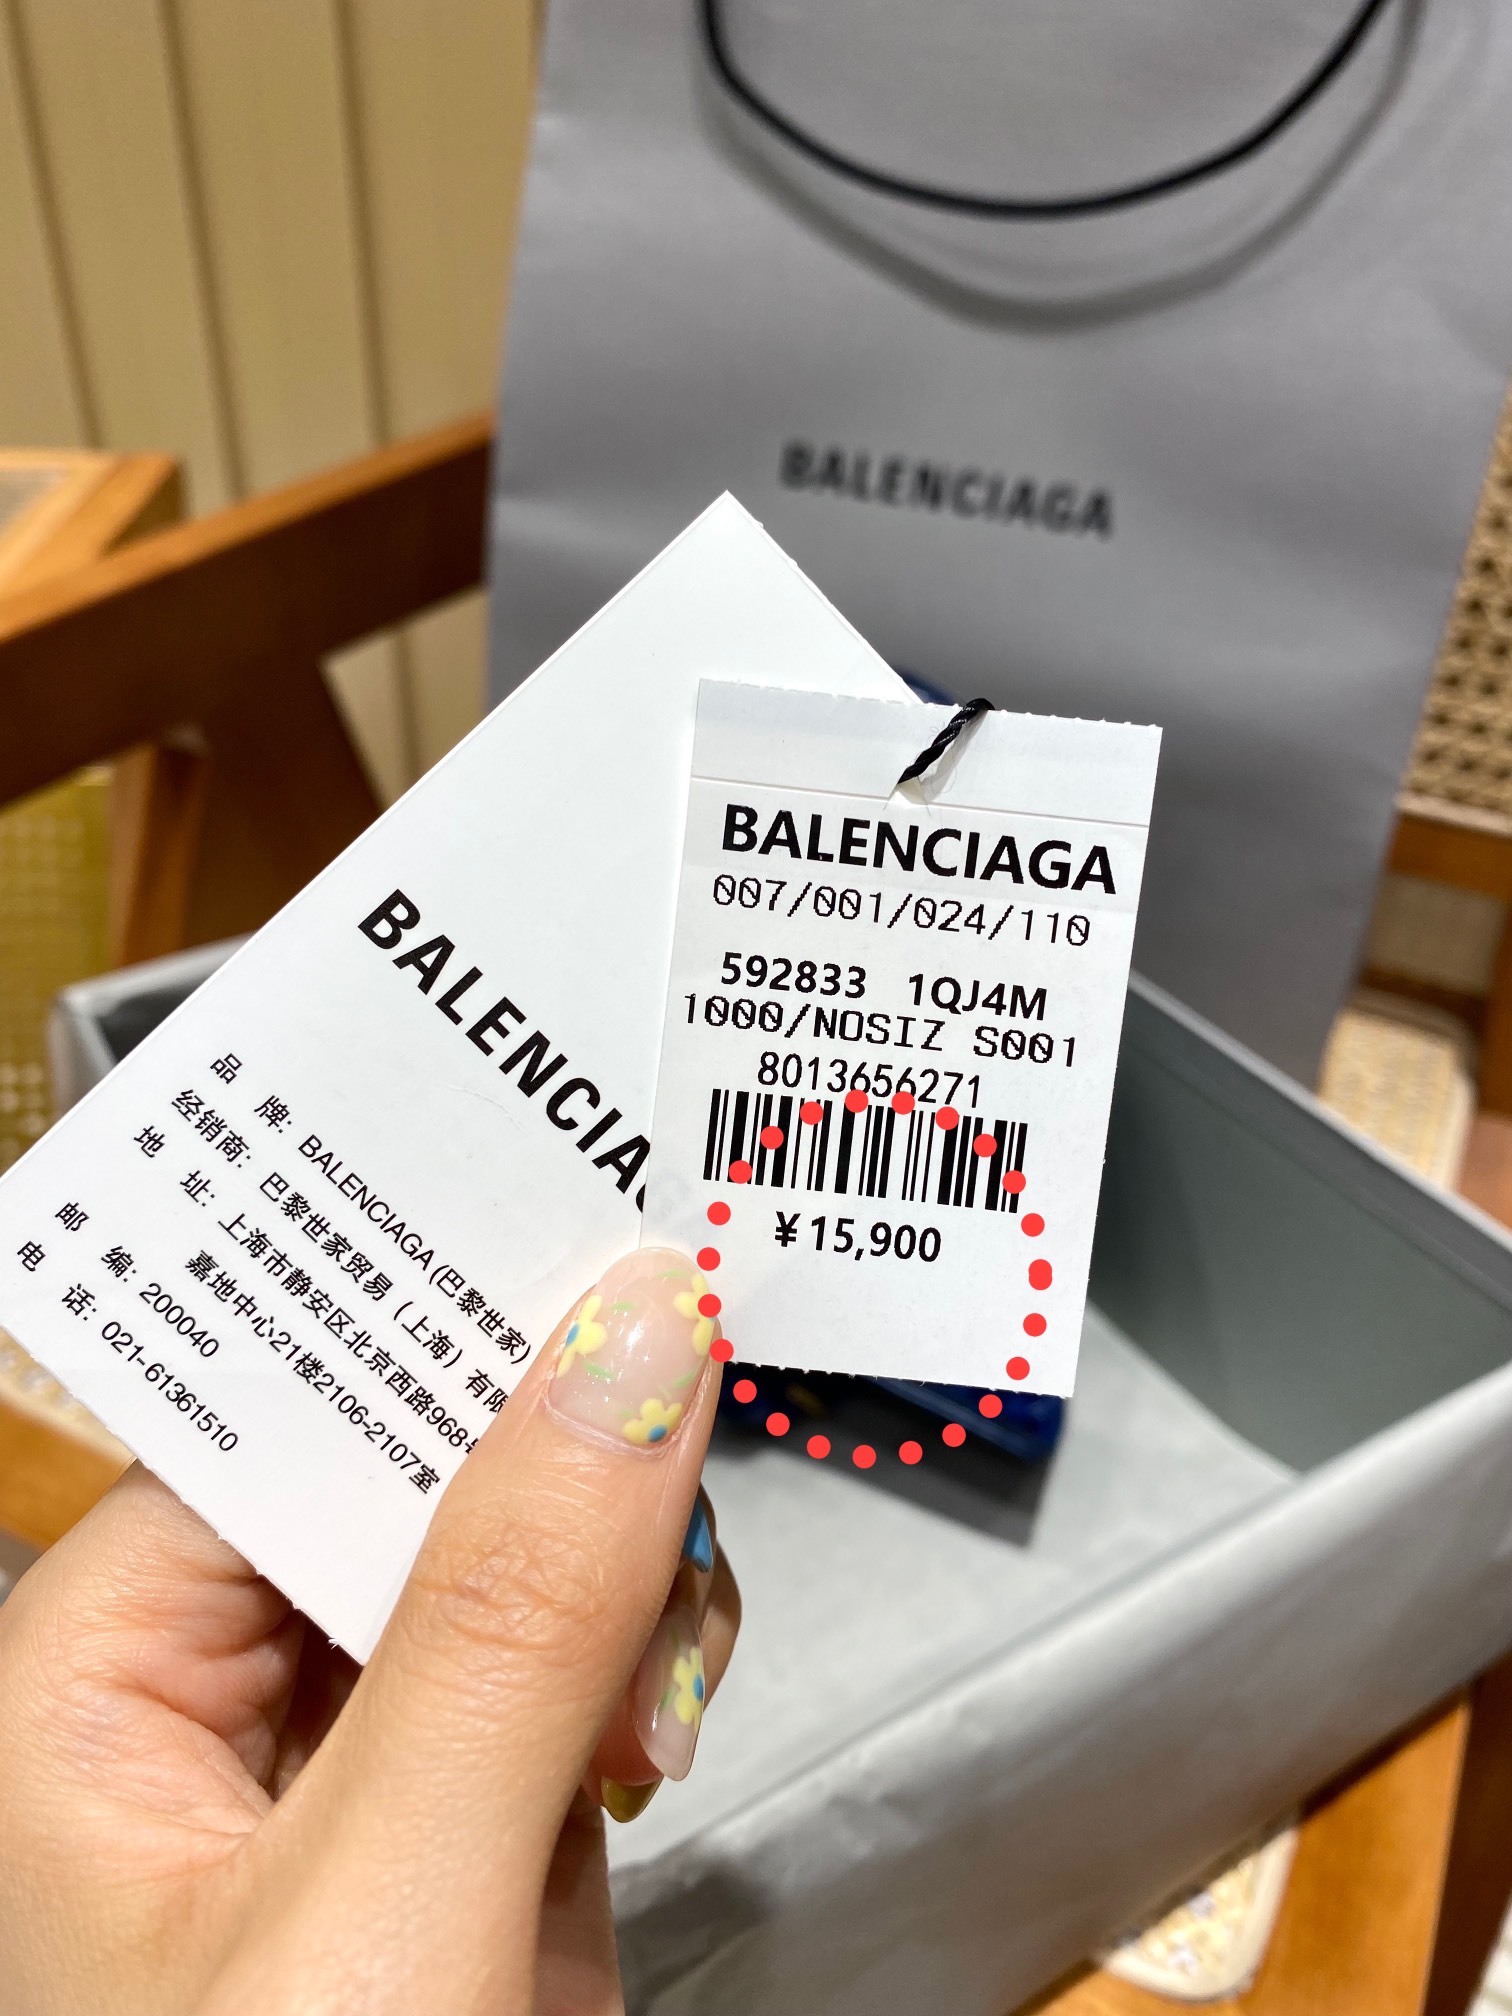 BALENCIAGA
BALENCIAGA
007/001/024/110
592833 1QJ4M
1000/NOSIZ S001
8013656271
¥15,900
BALENCIAG
品 牌: BALENCIAGA(巴黎世家)
经销商: 巴黎世家贸易(上海)有限
地 址: 上海市静安区北京西路968号
嘉地中心21楼2106-2107室
邮 编: 200040
电 话: 021-61361510